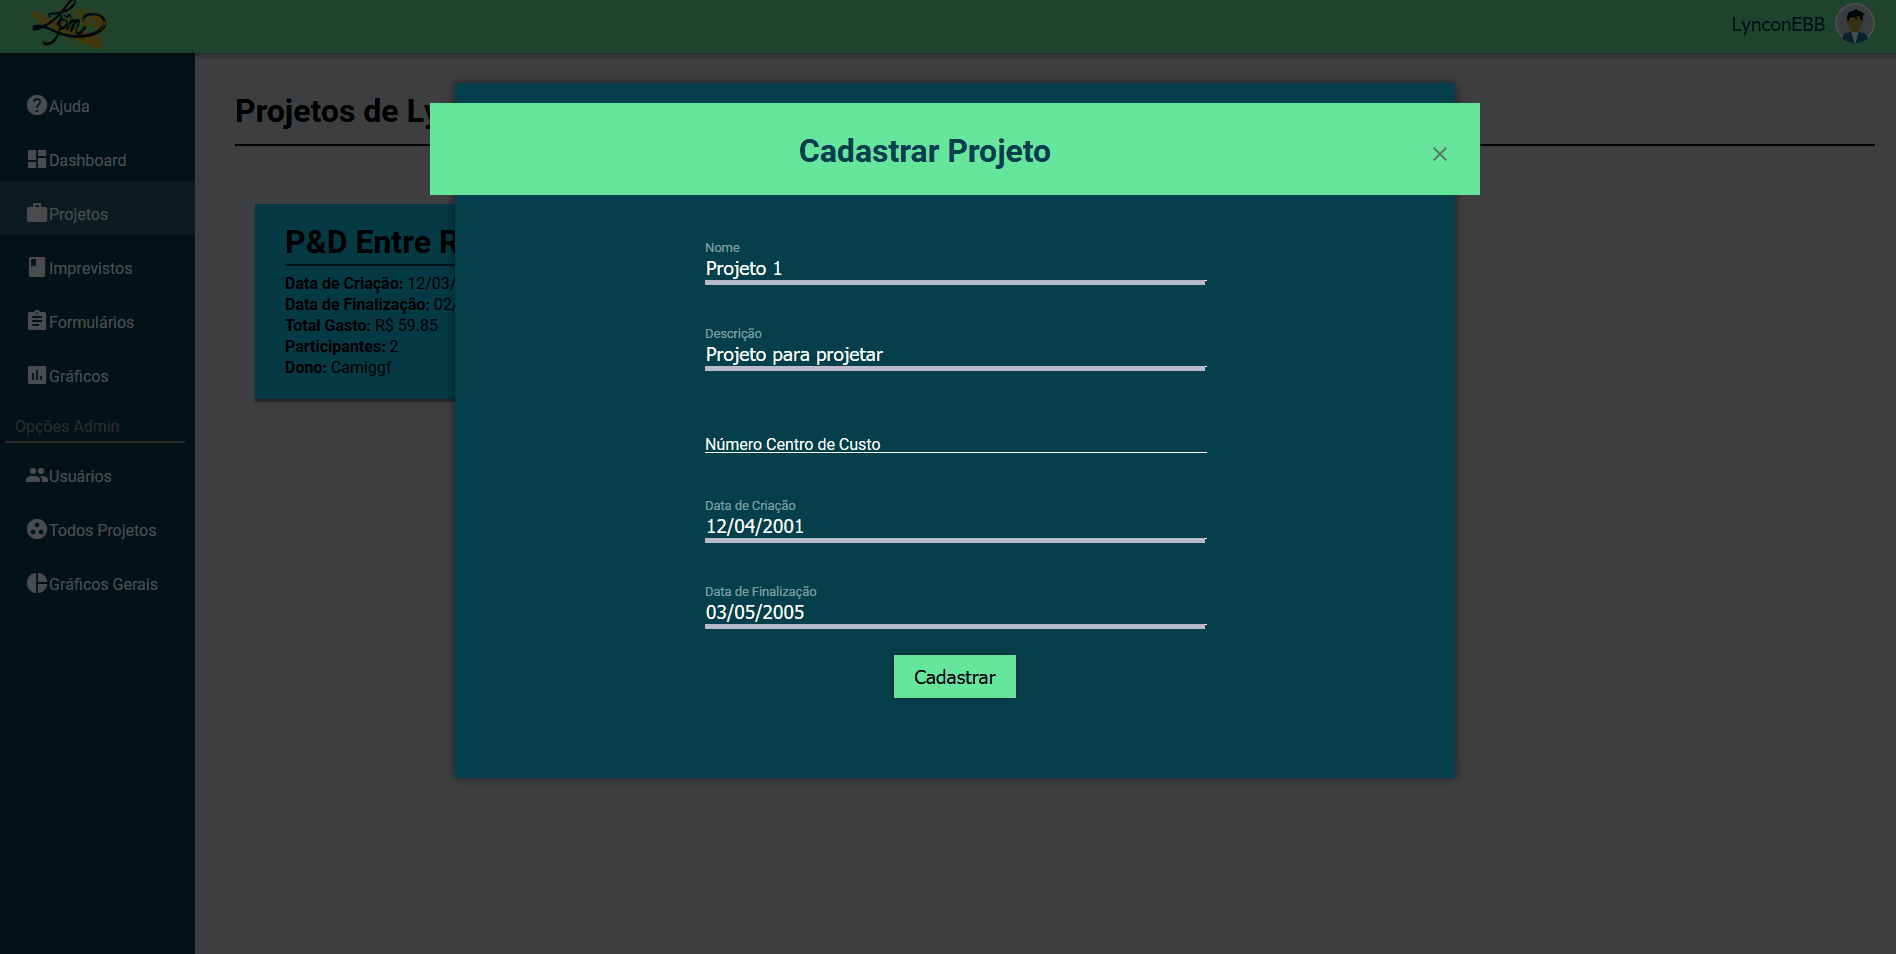 LynconEBB
Ajuda
Dashboard
Projetos
Imprevistos
Formulários
Gráficos
Opções Admin
Usuários
Todos Projetos
Gráficos Gerais
Projetos de Ly
P&D Entre R
Data de Criação: 12/03/
Data de Finalização: 02/
Total Gasto: R$ 59.85
Participantes: 2
Dono: Camiggf
Cadastrar Projeto
×
Nome
Projeto 1
Descrição
Projeto para projetar
Número Centro de Custo
Data de Criação
12/04/2001
Data de Finalização
03/05/2005
Cadastrar